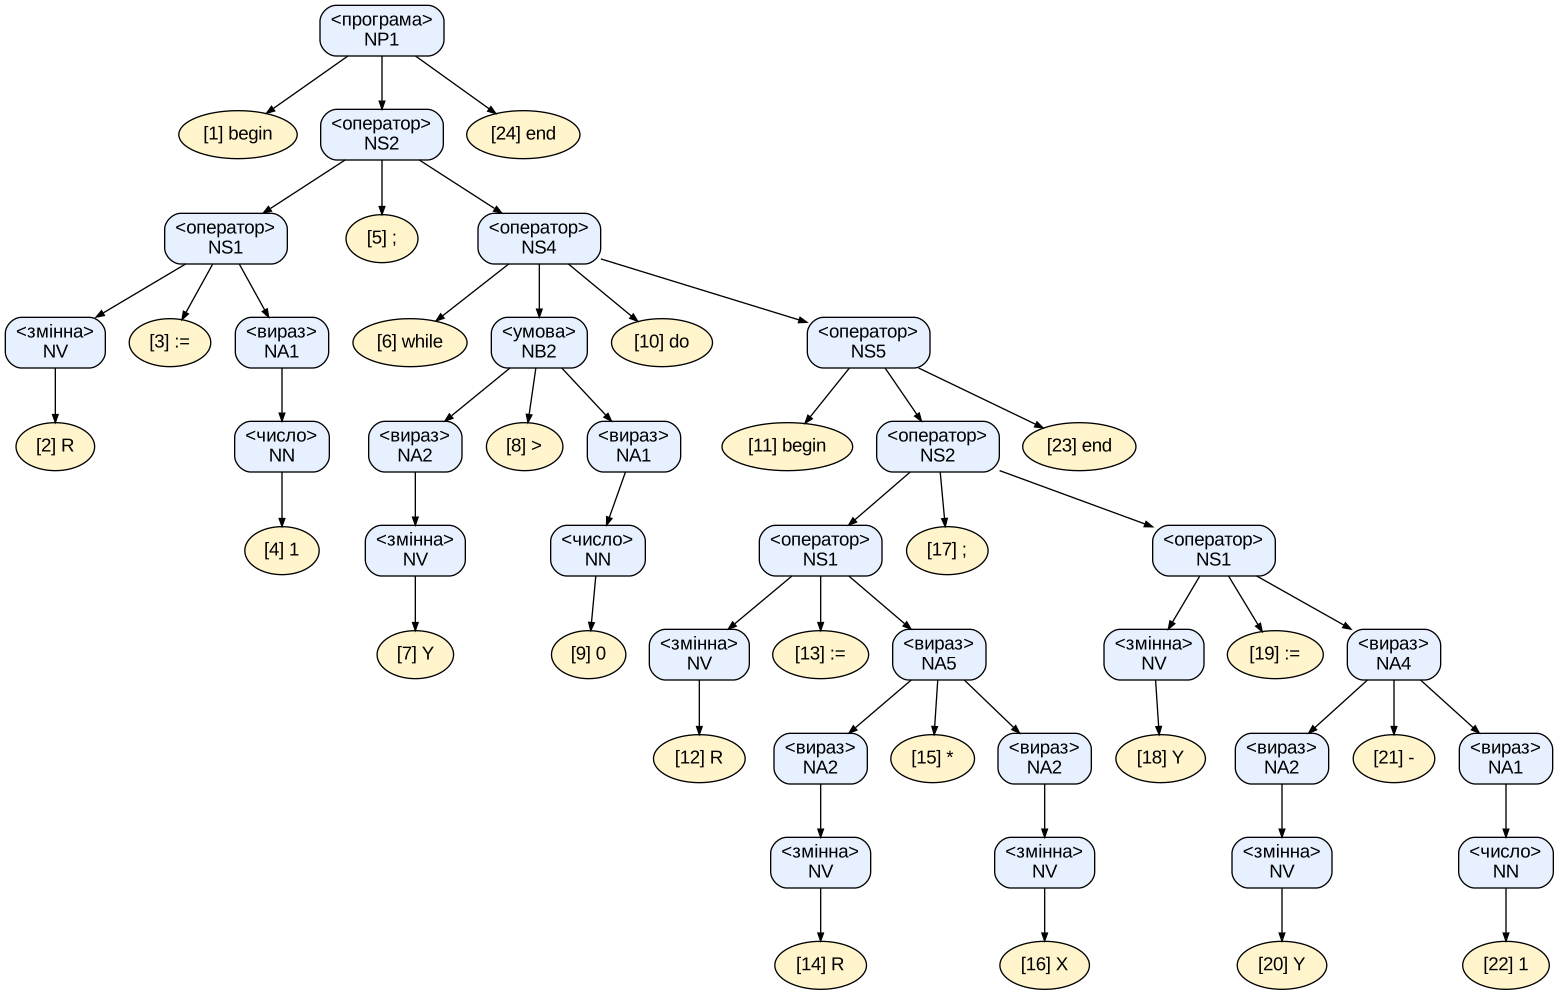 <програма>
NP1
[1] begin
<оператор>
NS2
[24] end
<оператор>
NS1
[5] ;
<оператор>
NS4
<змінна>
NV
[3] :=
<вираз>
NA1
[6] while
<умова>
NB2
[10] do
<оператор>
NS5
[2] R
<число>
NN
<вираз>
NA2
[8] >
<вираз>
NA1
[11] begin
<оператор>
NS2
[23] end
[4] 1
<змінна>
NV
<число>
NN
<оператор>
NS1
[17] ;
<оператор>
NS1
[7] Y
[9] 0
<змінна>
NV
[13] :=
<вираз>
NA5
<змінна>
NV
[19] :=
<вираз>
NA4
[12] R
<вираз>
NA2
[15] *
<вираз>
NA2
[18] Y
<вираз>
NA2
[21] -
<вираз>
NA1
<змінна>
NV
<змінна>
NV
<змінна>
NV
<число>
NN
[14] R
[16] X
[20] Y
[22] 1